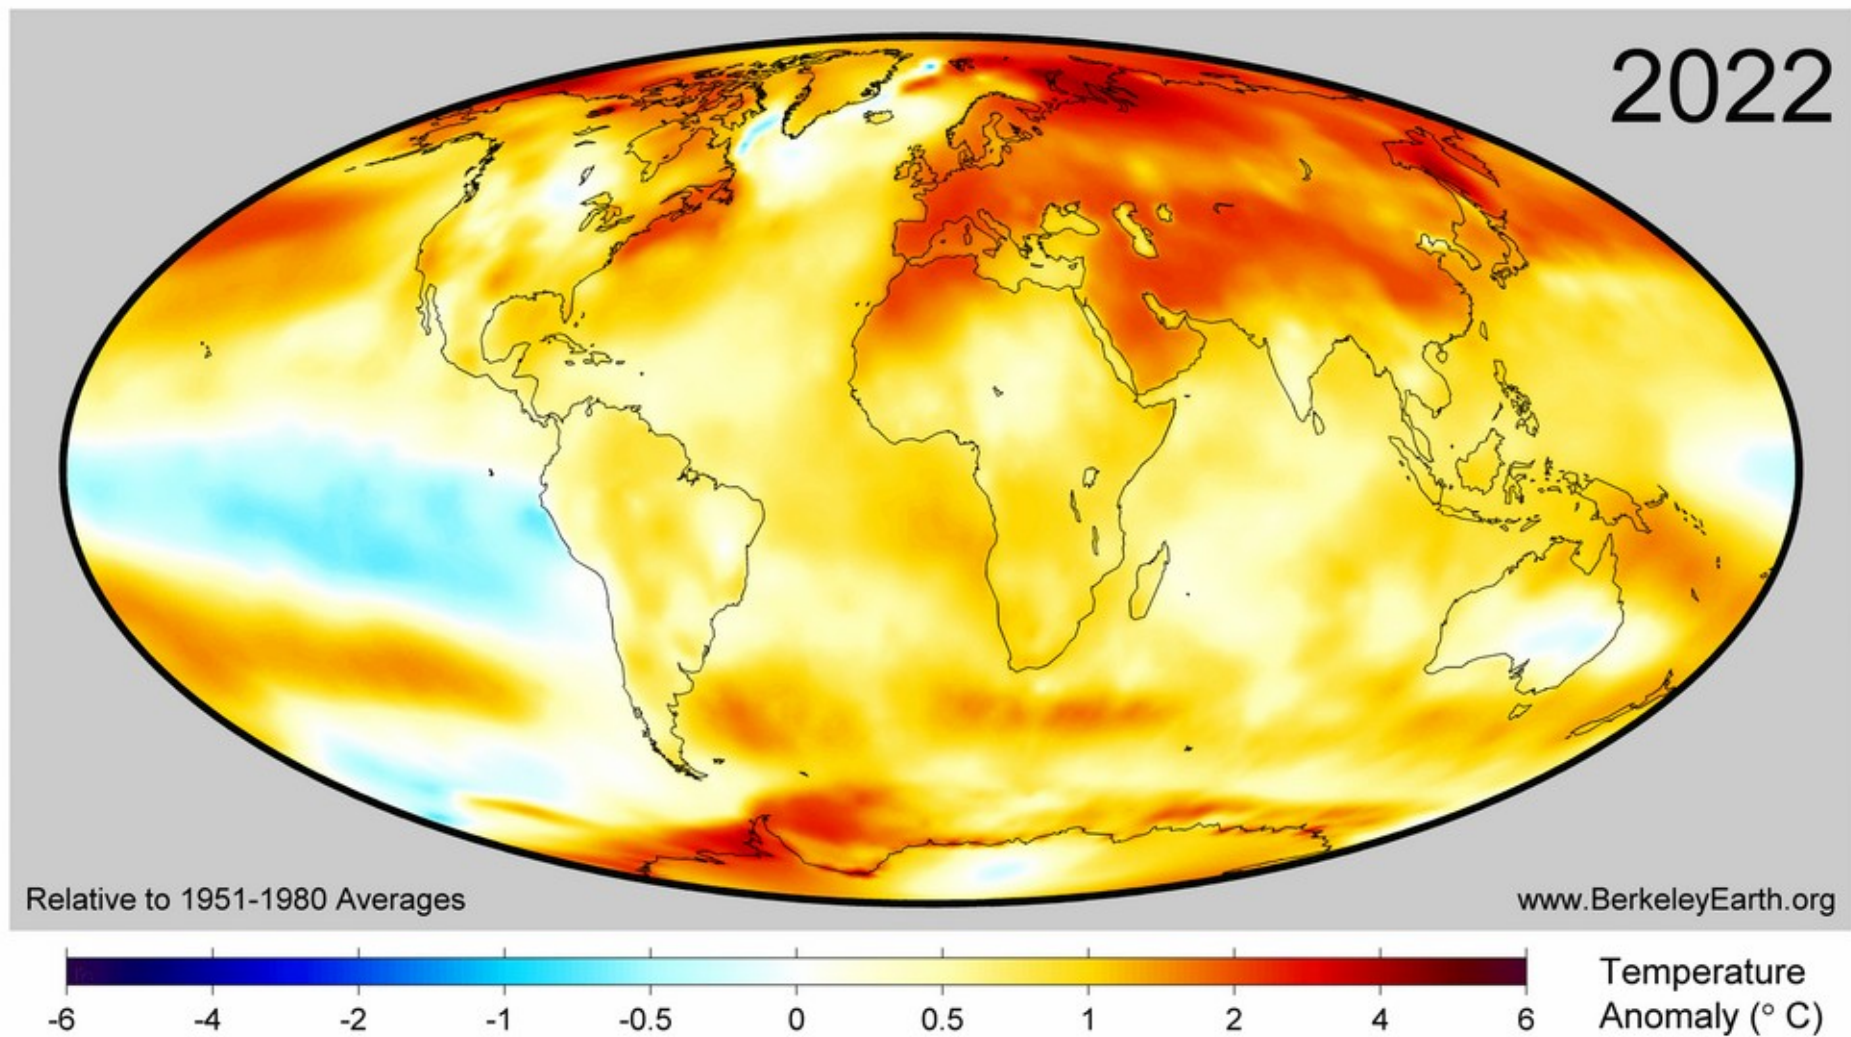 2022
Relative to 1951-1980 Averages
www.BerkeleyEarth.org
-6 -4 -2 -1 -0.5 0 0.5 1 2 4 6
Temperature
Anomaly (° C)